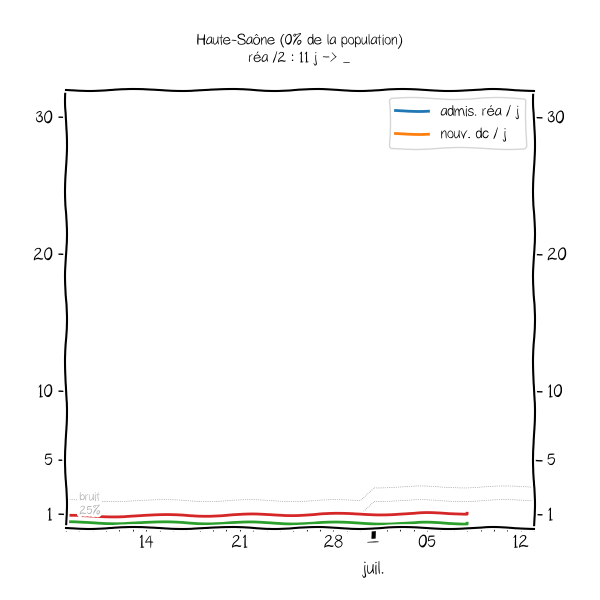 Haute-Saône (0% de la population)
réa /2 : 11 j -> _
admis. réa / j
nouv. dc / j
30
30
20
20
10
10
5
5
bruit
25%
1
1
14
21
28
05
12
juil.